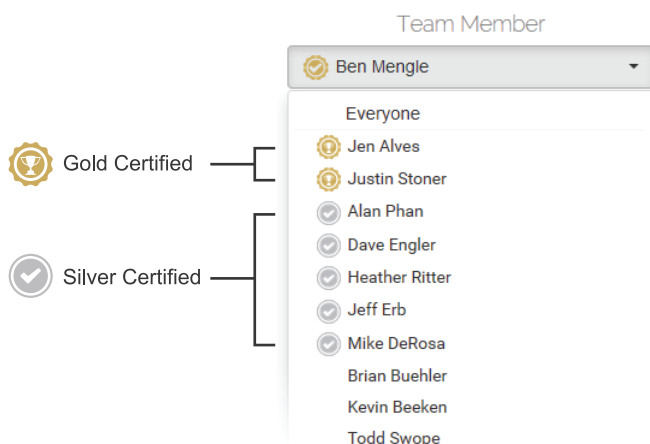 Team Member
Ben Mengle
Everyone
Gold Certified
Jen Alves
Justin Stoner
Silver Certified
Alan Phan
Dave Engler
Heather Ritter
Jeff Erb
Mike DeRosa
Brian Buehler
Kevin Beeken
Todd Swope